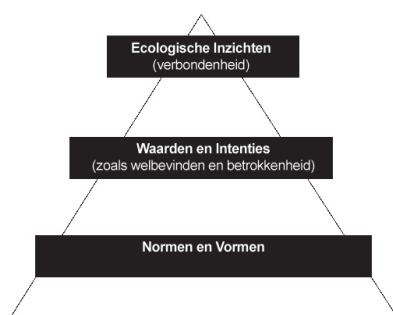 Ecologische Inzichten
(verbondenheid)
Waarden en Intenties
(zoals welbevinden en betrokkenheid)
Normen en Vormen